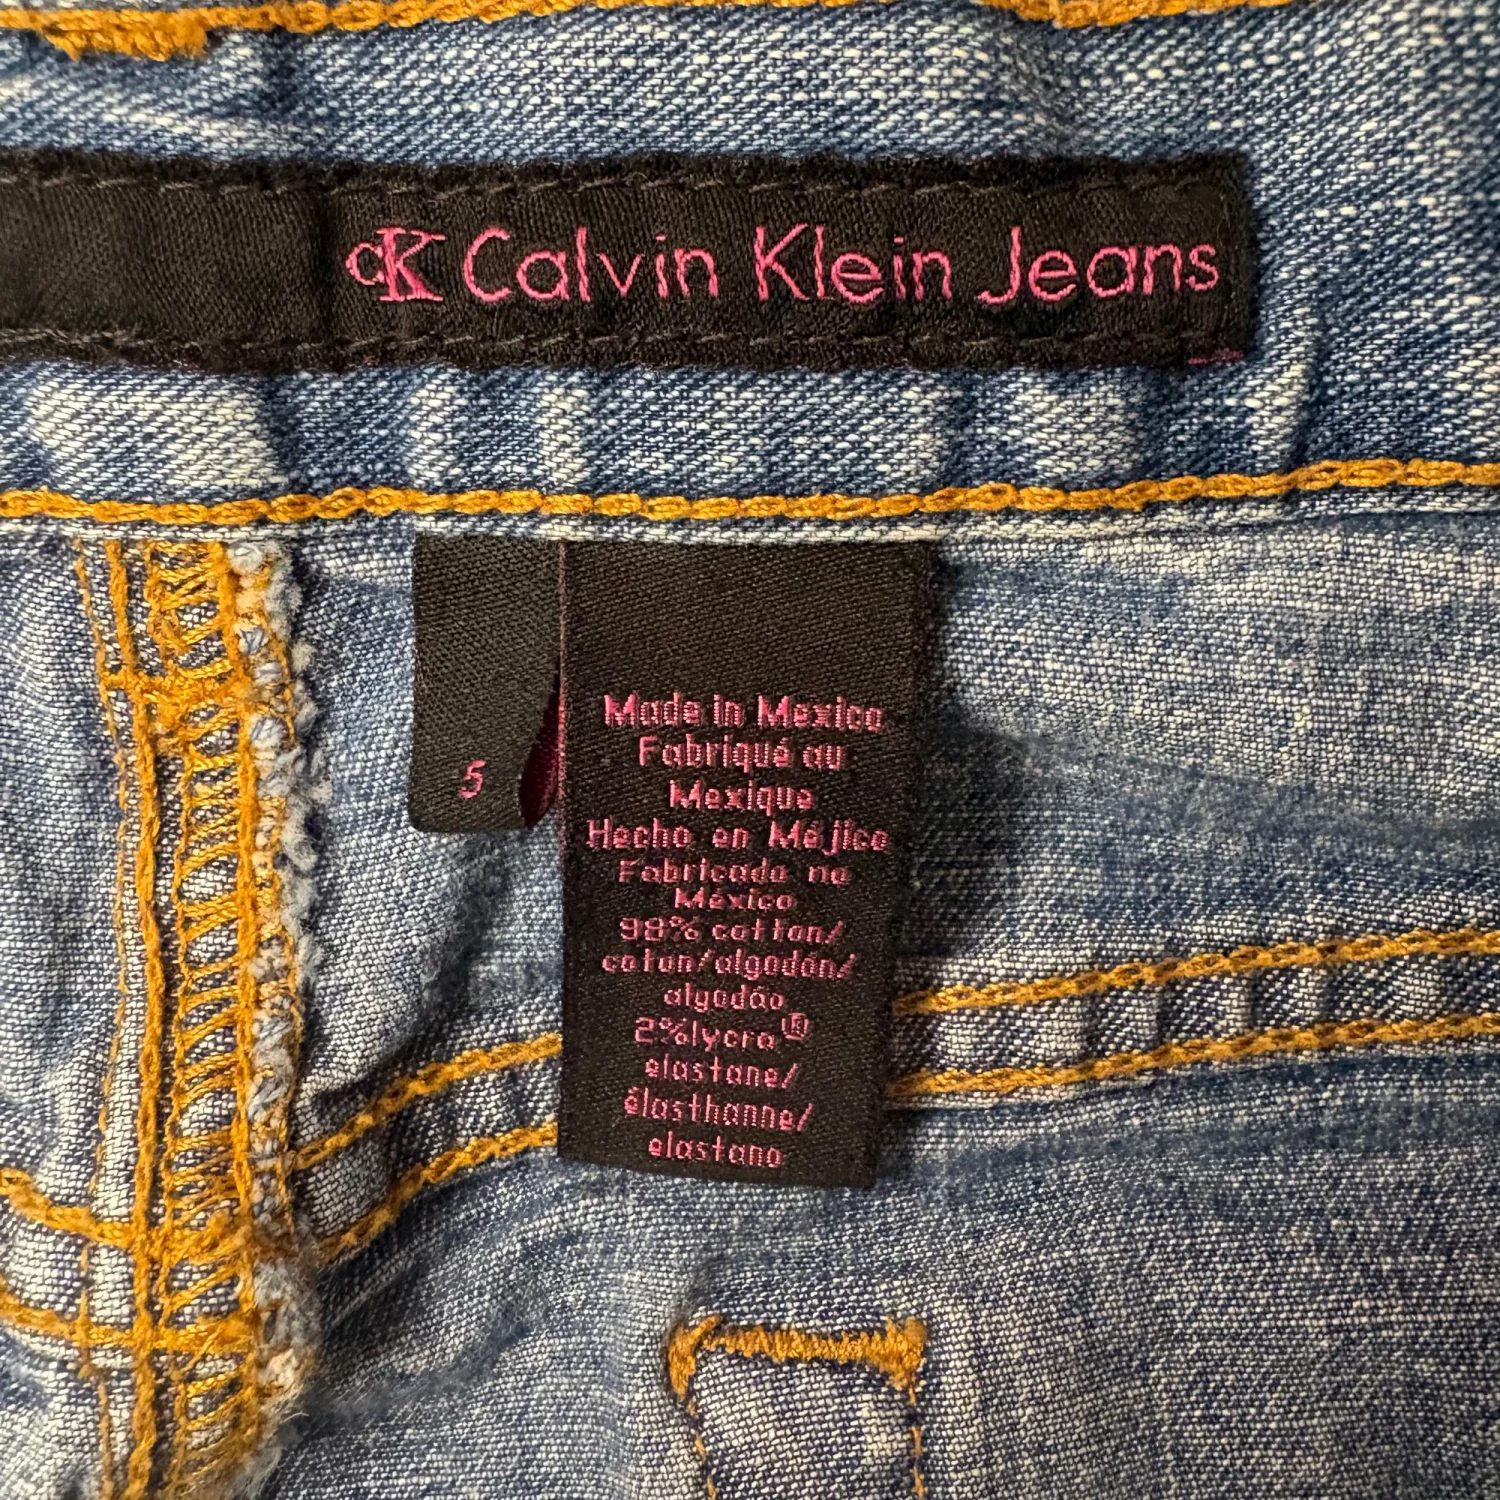 cK Calvin Klein Jeans
5
Made in Mexico
Fabriqué au
Mexique
Hecho en Méjico
Fabricado no
México
98% cotton/
coton/algodón/
algodão
2%lycra®
elastane/
élasthanne/
elastano